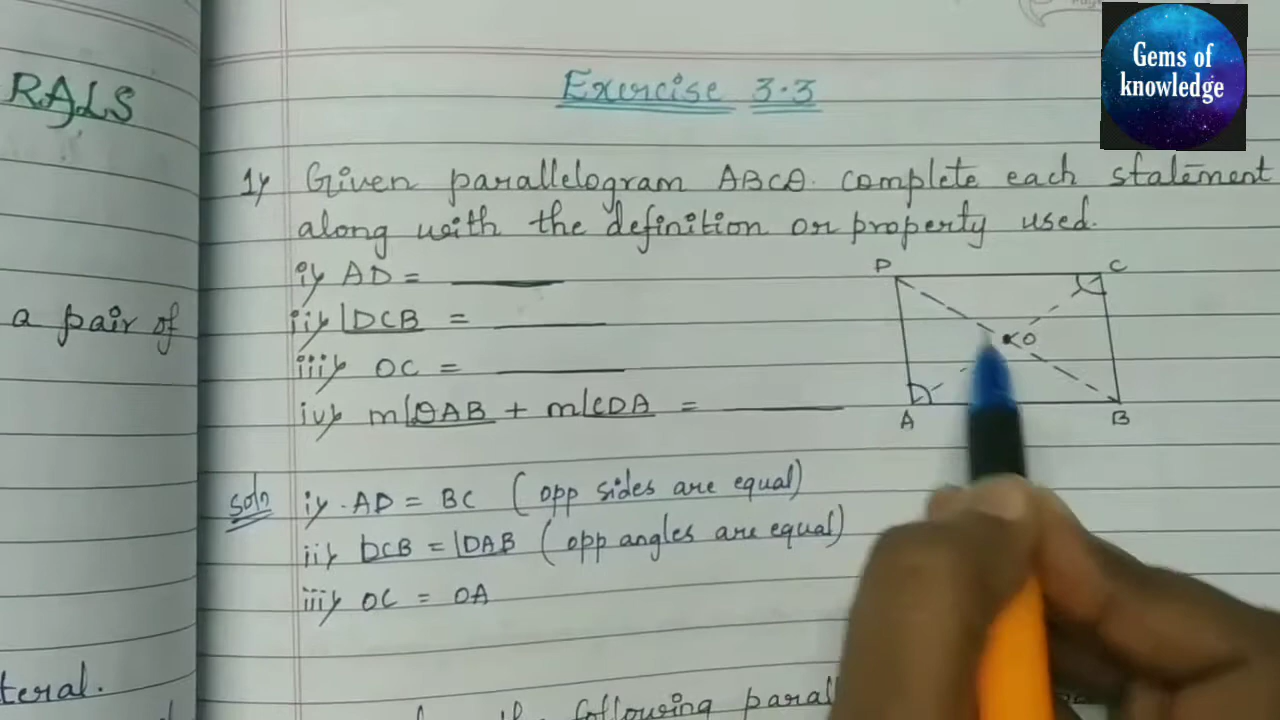 RALS
a pair of
teral.
Gems of
knowledge
Exercise 3.3
1) Given parallelogram ABCD. complete each statement
along with the definition or property used.
i) AD = ______
ii) ∠DCB = ______
iii) OC = ______
iv) m∠DAB + m∠CDA = ______
D C
O
A B
Soln i) . AD = BC (opp sides are equal)
ii) DCB = ∠DAB (opp angles are equal)
iii) OC = OA
following paral